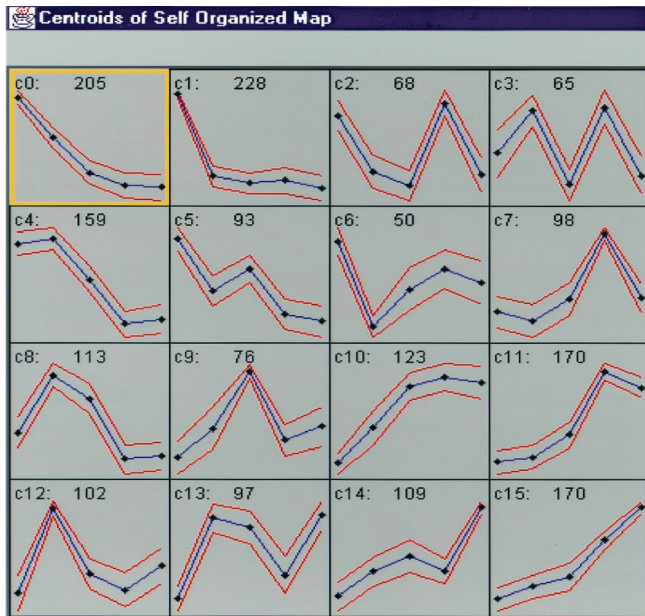 Centroids of Self Organized Map
c0: 205 c1: 228 c2: 68 c3: 65
c4: 159 c5: 93 c6: 50 c7: 98
c8: 113 c9: 76 c10: 123 c11: 170
c12: 102 c13: 97 c14: 109 c15: 170